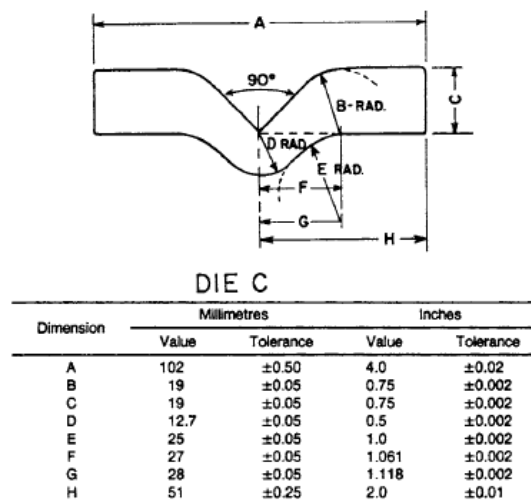 A
90°
B-RAD.
C
D RAD.
E RAD.
F
G
H
DIE C
Dimension Millimetres Inches
Value Tolerance Value Tolerance
A 102 ±0.50 4.0 ±0.02
B 19 ±0.05 0.75 ±0.002
C 19 ±0.05 0.75 ±0.002
D 12.7 ±0.05 0.5 ±0.002
E 25 ±0.05 1.0 ±0.002
F 27 ±0.05 1.061 ±0.002
G 28 ±0.05 1.118 ±0.002
H 51 ±0.25 2.0 ±0.01